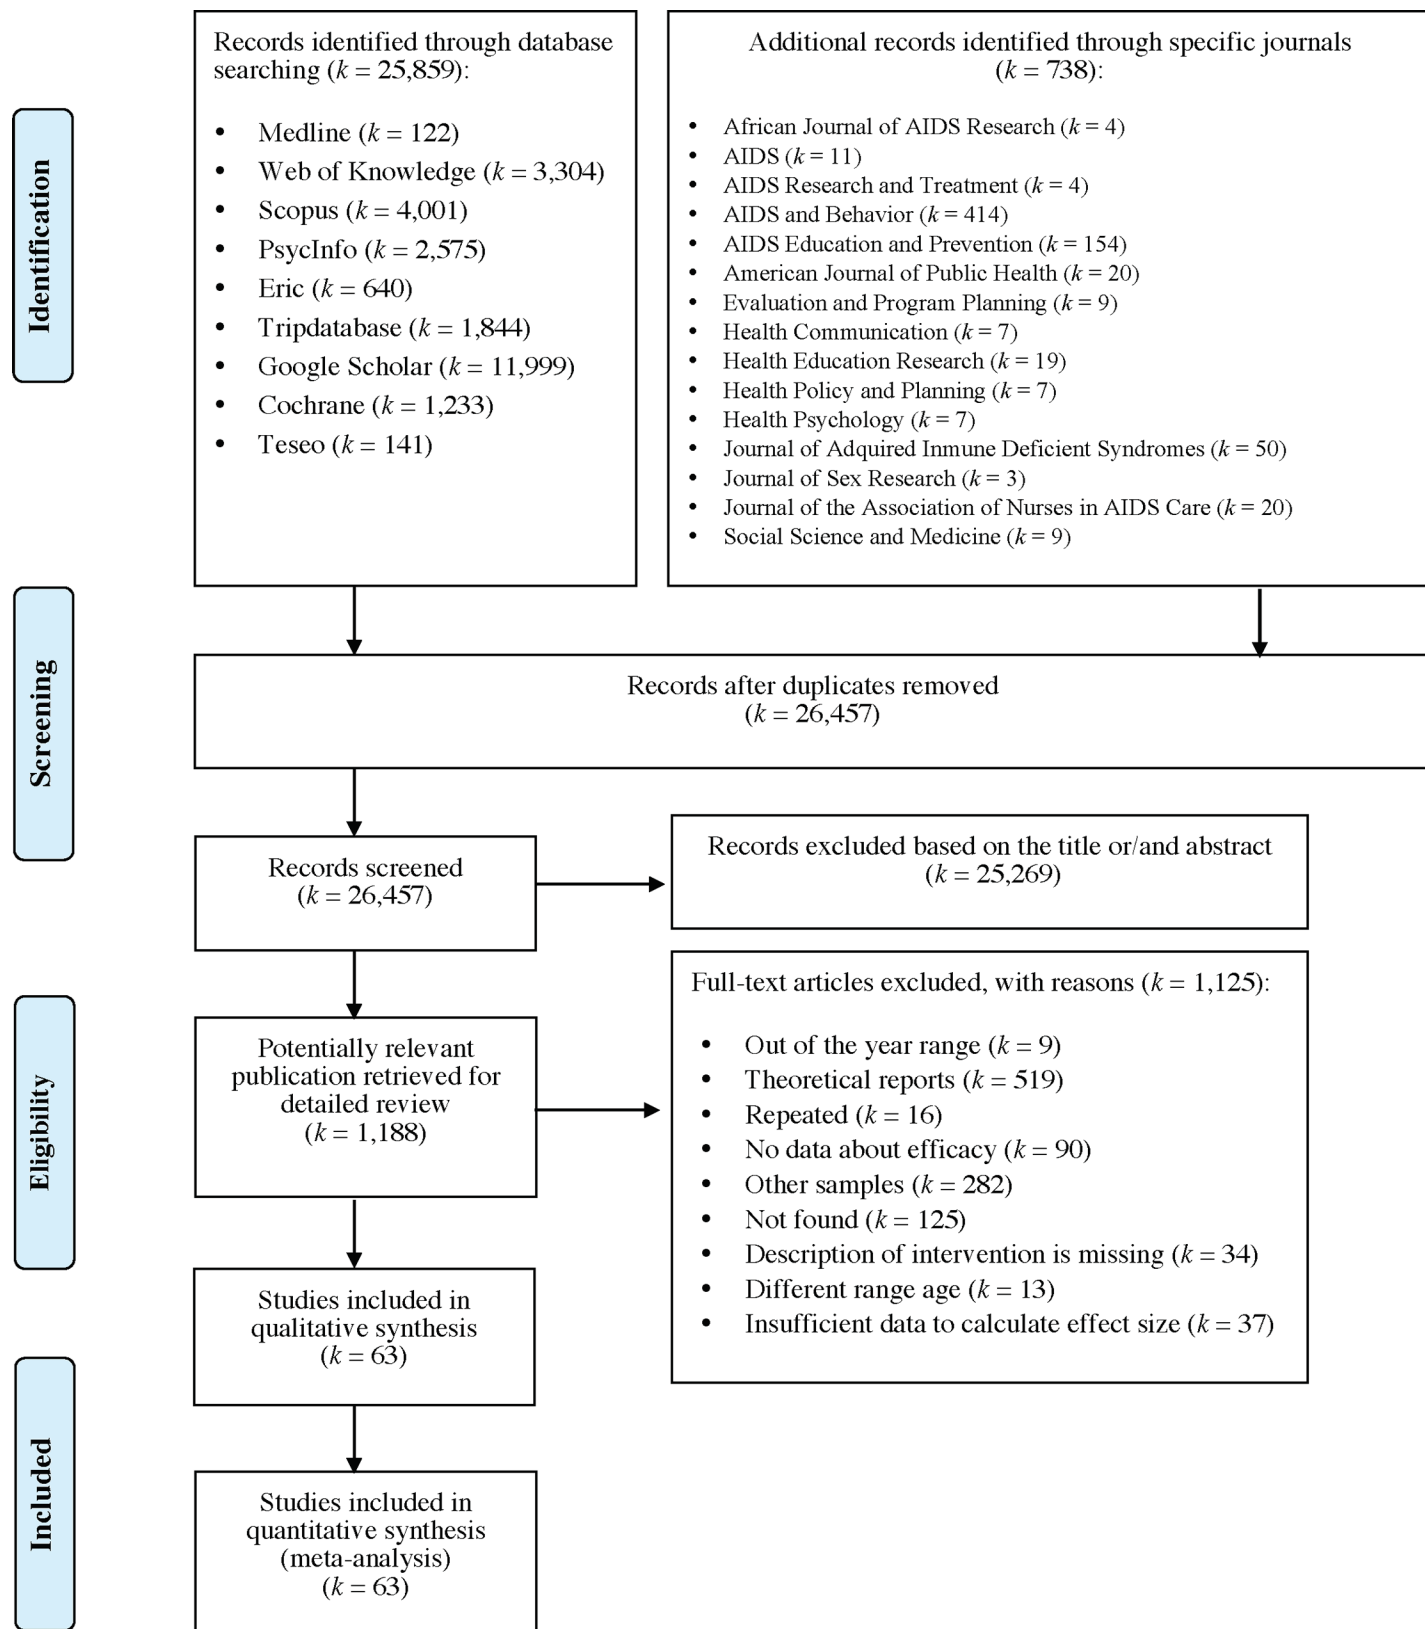 Identification
Records identified through database
searching (k = 25,859):
• Medline (k = 122)
• Web of Knowledge (k = 3,304)
• Scopus (k = 4,001)
• PsycInfo (k = 2,575)
• Eric (k = 640)
• Tripdatabase (k = 1,844)
• Google Scholar (k = 11,999)
• Cochrane (k = 1,233)
• Teseo (k = 141)
Additional records identified through specific journals
(k = 738):
• African Journal of AIDS Research (k = 4)
• AIDS (k = 11)
• AIDS Research and Treatment (k = 4)
• AIDS and Behavior (k = 414)
• AIDS Education and Prevention (k = 154)
• American Journal of Public Health (k = 20)
• Evaluation and Program Planning (k = 9)
• Health Communication (k = 7)
• Health Education Research (k = 19)
• Health Policy and Planning (k = 7)
• Health Psychology (k = 7)
• Journal of Adquired Inmune Deficient Syndromes (k = 50)
• Journal of Sex Research (k = 3)
• Journal of the Association of Nurses in AIDS Care (k = 20)
• Social Science and Medicine (k = 9)
Screening
Records after duplicates removed
(k = 26,457)
Records screened
(k = 26,457)
Records excluded based on the title or/and abstract
(k = 25,269)
Eligibility
Potentially relevant
publication retrieved for
detailed review
(k = 1,188)
Full-text articles excluded, with reasons (k = 1,125):
• Out of the year range (k = 9)
• Theoretical reports (k = 519)
• Repeated (k = 16)
• No data about efficacy (k = 90)
• Other samples (k = 282)
• Not found (k = 125)
• Description of intervention is missing (k = 34)
• Different range age (k = 13)
• Insufficient data to calculate effect size (k = 37)
Studies included in
qualitative synthesis
(k = 63)
Included
Studies included in
quantitative synthesis
(meta-analysis)
(k = 63)